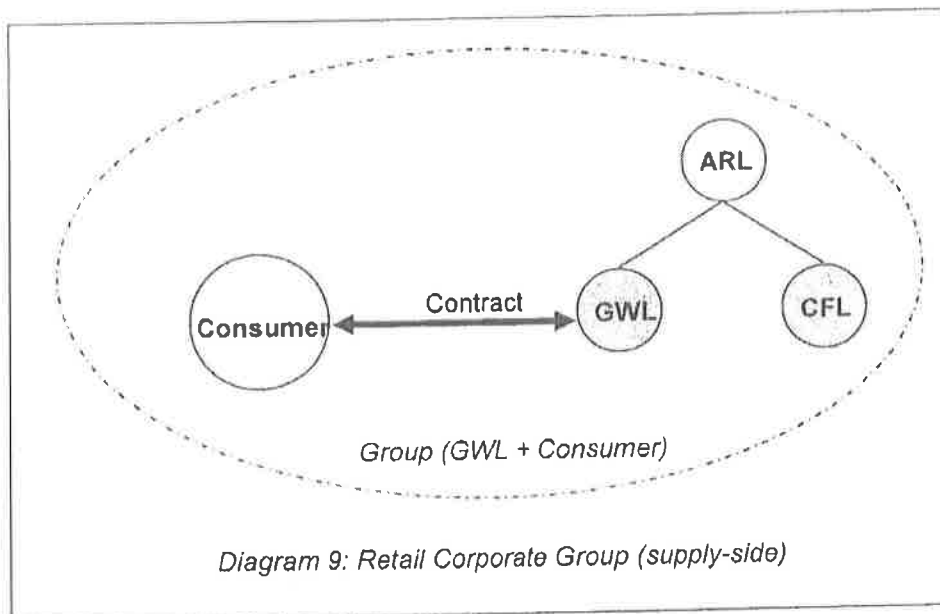 ARL
Contract
GWL
CFL
Consumer
Group (GWL + Consumer)
Diagram 9: Retail Corporate Group (supply-side)